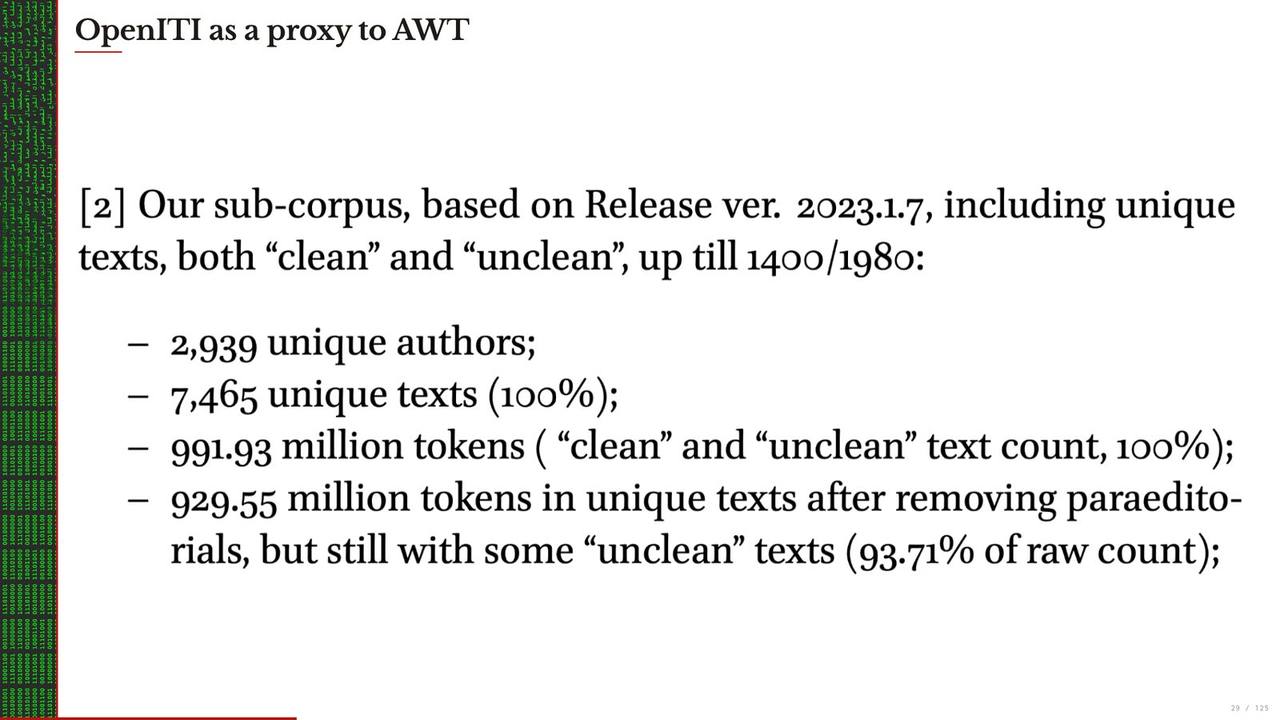 OpenITI as a proxy to AWT
[2] Our sub-corpus, based on Release ver. 2023.1.7, including unique
texts, both “clean” and “unclean”, up till 1400/1980:
– 2,939 unique authors;
– 7,465 unique texts (100%);
– 991.93 million tokens ( “clean” and “unclean” text count, 100%);
– 929.55 million tokens in unique texts after removing paraedito-
rials, but still with some “unclean” texts (93.71% of raw count);
29 / 125